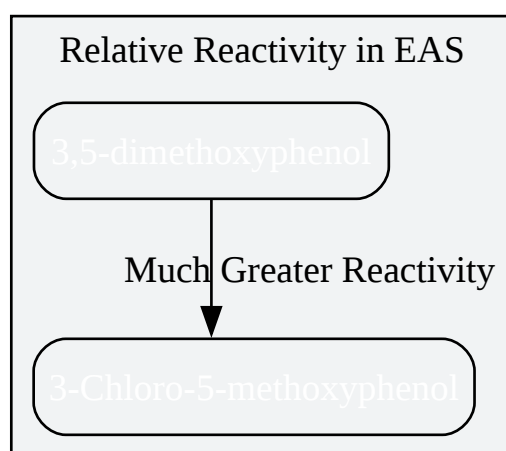 Relative Reactivity in EAS
3,5-dimethoxyphenol
Much Greater Reactivity
3-Chloro-5-methoxyphenol